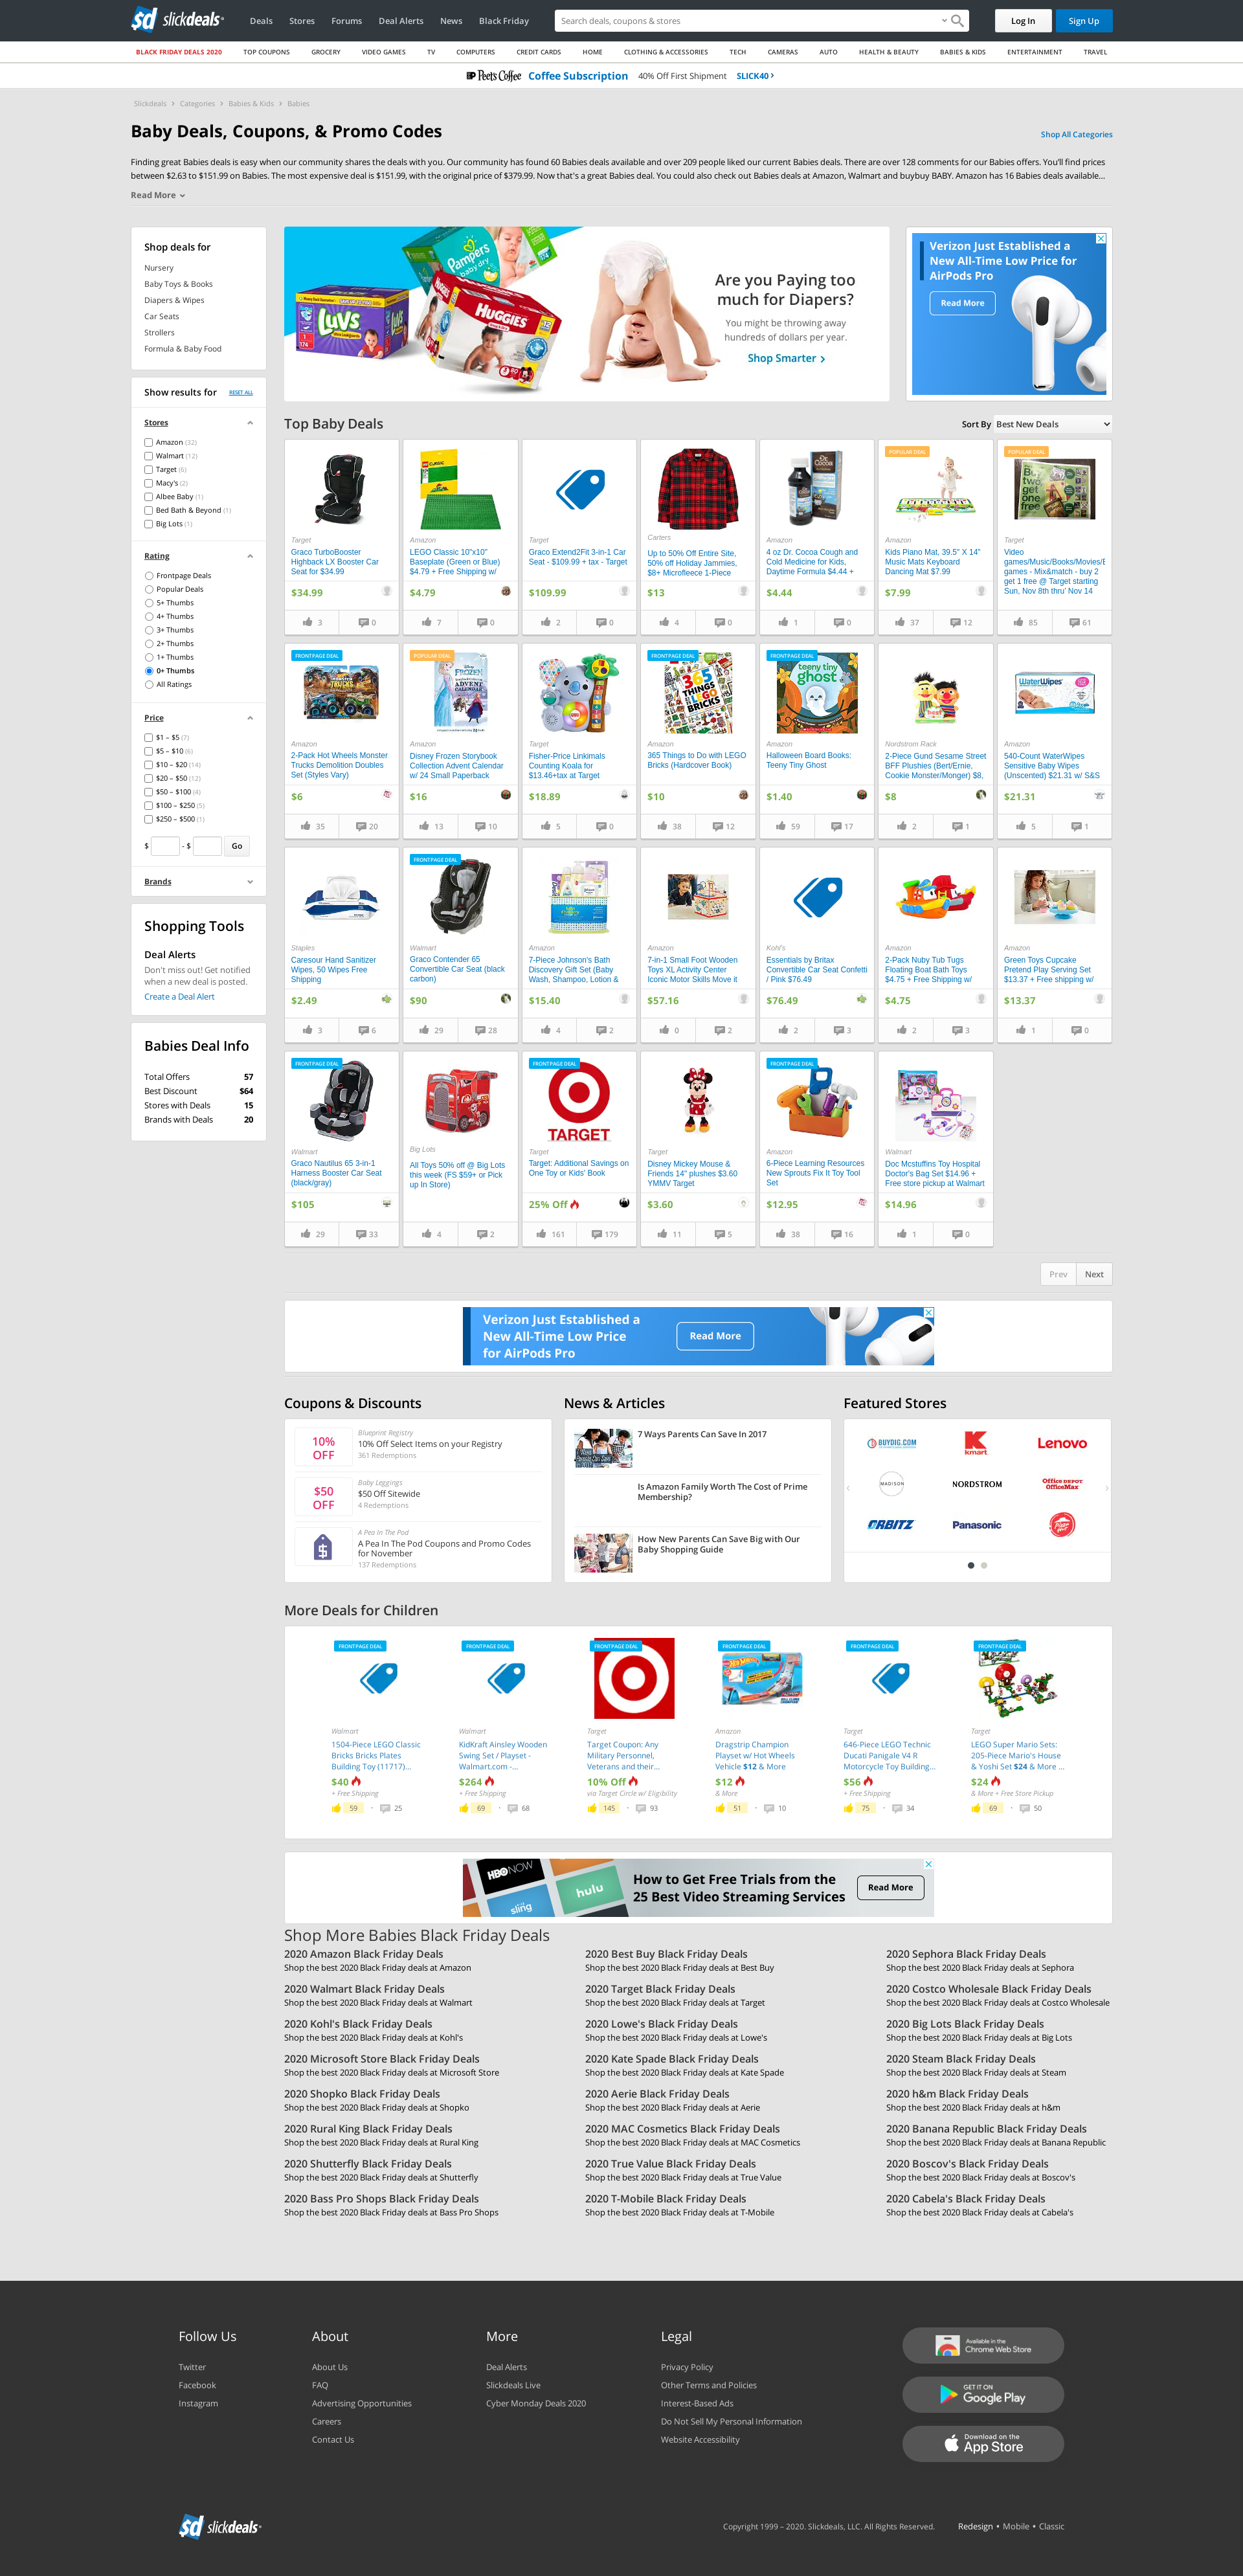 slickdeals
Deals Stores Forums Deal Alerts News Black Friday
Search deals, coupons & stores
Log In Sign Up
BLACK FRIDAY DEALS 2020 TOP COUPONS GROCERY VIDEO GAMES TV COMPUTERS CREDIT CARDS HOME CLOTHING & ACCESSORIES TECH CAMERAS AUTO HEALTH & BEAUTY BABIES & KIDS ENTERTAINMENT TRAVEL
Peet's Coffee Coffee Subscription 40% Off First Shipment SLICK40
Slickdeals Categories Babies & Kids Babies
Baby Deals, Coupons, & Promo Codes
Shop All Categories
Finding great Babies deals is easy when our community shares the deals with you. Our community has found 60 Babies deals available and over 209 people liked our current Babies deals. There are over 128 comments for our Babies offers. You'll find prices
between $2.63 to $151.99 on Babies. The most expensive deal is $151.99, with the original price of $379.99. Now that's a great Babies deal. You could also check out Babies deals at Amazon, Walmart and buybuy BABY. Amazon has 16 Babies deals available...
Read More
Shop deals for
Nursery
Baby Toys & Books
Diapers & Wipes
Car Seats
Strollers
Formula & Baby Food
Show results for RESET ALL
Stores
Amazon (32)
Walmart (12)
Target (6)
Macy's (2)
Albee Baby (1)
Bed Bath & Beyond (1)
Big Lots (1)
Rating
Frontpage Deals
Popular Deals
5+ Thumbs
4+ Thumbs
3+ Thumbs
2+ Thumbs
1+ Thumbs
0+ Thumbs
All Ratings
Price
$1 – $5 (7)
$5 – $10 (6)
$10 – $20 (14)
$20 – $50 (12)
$50 – $100 (4)
$100 – $250 (5)
$250 – $500 (1)
$ - $ Go
Brands
Shopping Tools
Deal Alerts
Don't miss out! Get notified
when a new deal is posted.
Create a Deal Alert
Babies Deal Info
Total Offers 57
Best Discount $64
Stores with Deals 15
Brands with Deals 20
Pampers
baby dry
Luvs
HUGGIES
Are you Paying too
much for Diapers?
You might be throwing away
hundreds of dollars per year.
Shop Smarter
Verizon Just Established a
New All-Time Low Price for
AirPods Pro
Read More
Top Baby Deals
Sort By Best New Deals
Target
Graco TurboBooster
Highback LX Booster Car
Seat for $34.99
$34.99
3 0
Amazon
LEGO Classic 10"x10"
Baseplate (Green or Blue)
$4.79 + Free Shipping w/
$4.79
7 0
Target
Graco Extend2Fit 3-in-1 Car
Seat - $109.99 + tax - Target
$109.99
2 0
Carters
Up to 50% Off Entire Site,
50% off Holiday Jammies,
$8+ Microfleece 1-Piece
$13
4 0
Amazon
4 oz Dr. Cocoa Cough and
Cold Medicine for Kids,
Daytime Formula $4.44 +
$4.44
1 0
POPULAR DEAL
Amazon
Kids Piano Mat, 39.5" X 14"
Music Mats Keyboard
Dancing Mat $7.99
$7.99
37 12
POPULAR DEAL
Target
Video
games/Music/Books/Movies/B
games - Mix&match - buy 2
get 1 free @ Target starting
Sun, Nov 8th thru' Nov 14
85 61
FRONTPAGE DEAL
Amazon
2-Pack Hot Wheels Monster
Trucks Demolition Doubles
Set (Styles Vary)
$6
35 20
POPULAR DEAL
Amazon
Disney Frozen Storybook
Collection Advent Calendar
w/ 24 Small Paperback
$16
13 10
Target
Fisher-Price Linkimals
Counting Koala for
$13.46+tax at Target
$18.89
5 0
FRONTPAGE DEAL
Amazon
365 Things to Do with LEGO
Bricks (Hardcover Book)
$10
38 12
FRONTPAGE DEAL
teeny tiny
ghost
Amazon
Halloween Board Books:
Teeny Tiny Ghost
$1.40
59 17
Nordstrom Rack
2-Piece Gund Sesame Street
BFF Plushies (Bert/Ernie,
Cookie Monster/Monger) $8,
$8
2 1
WaterWipes
Amazon
540-Count WaterWipes
Sensitive Baby Wipes
(Unscented) $21.31 w/ S&S
$21.31
5 1
Staples
Caresour Hand Sanitizer
Wipes, 50 Wipes Free
Shipping
$2.49
3 6
FRONTPAGE DEAL
Walmart
Graco Contender 65
Convertible Car Seat (black
carbon)
$90
29 28
Amazon
7-Piece Johnson's Bath
Discovery Gift Set (Baby
Wash, Shampoo, Lotion &
$15.40
4 2
Amazon
7-in-1 Small Foot Wooden
Toys XL Activity Center
Iconic Motor Skills Move it
$57.16
0 2
Kohl's
Essentials by Britax
Convertible Car Seat Confetti
/ Pink $76.49
$76.49
2 3
Amazon
2-Pack Nuby Tub Tugs
Floating Boat Bath Toys
$4.75 + Free Shipping w/
$4.75
2 3
Amazon
Green Toys Cupcake
Pretend Play Serving Set
$13.37 + Free shipping w/
$13.37
1 0
FRONTPAGE DEAL
Walmart
Graco Nautilus 65 3-in-1
Harness Booster Car Seat
(black/gray)
$105
29 33
Big Lots
All Toys 50% off @ Big Lots
this week (FS $59+ or Pick
up In Store)
4 2
FRONTPAGE DEAL
TARGET
Target
Target: Additional Savings on
One Toy or Kids' Book
25% Off
161 179
Target
Disney Mickey Mouse &
Friends 14" plushes $3.60
YMMV Target
$3.60
11 5
FRONTPAGE DEAL
Amazon
6-Piece Learning Resources
New Sprouts Fix It Toy Tool
Set
$12.95
38 16
Walmart
Doc Mcstuffins Toy Hospital
Doctor's Bag Set $14.96 +
Free store pickup at Walmart
$14.96
1 0
Prev Next
Verizon Just Established a
New All-Time Low Price
for AirPods Pro
Read More
Coupons & Discounts
10%
OFF
Blueprint Registry
10% Off Select Items on your Registry
361 Redemptions
$50
OFF
Baby Leggings
$50 Off Sitewide
4 Redemptions
A Pea In The Pod
A Pea In The Pod Coupons and Promo Codes
for November
137 Redemptions
News & Articles
7 Ways Parents Can Save In 2017
Is Amazon Family Worth The Cost of Prime
Membership?
How New Parents Can Save Big with Our
Baby Shopping Guide
Featured Stores
BUYDIG.COM kmart Lenovo
MADISON NORDSTROM Office DEPOT OfficeMax
ORBITZ Panasonic Pizza Hut
More Deals for Children
FRONTPAGE DEAL
Walmart
1504-Piece LEGO Classic
Bricks Bricks Plates
Building Toy (11717)...
$40
+ Free Shipping
59 · 25
FRONTPAGE DEAL
Walmart
KidKraft Ainsley Wooden
Swing Set / Playset -
Walmart.com -...
$264
+ Free Shipping
69 · 68
FRONTPAGE DEAL
Target
Target Coupon: Any
Military Personnel,
Veterans and their...
10% Off
via Target Circle w/ Eligibility
145 · 93
FRONTPAGE DEAL
Amazon
Dragstrip Champion
Playset w/ Hot Wheels
Vehicle $12 & More
$12
& More
51 · 10
FRONTPAGE DEAL
Target
646-Piece LEGO Technic
Ducati Panigale V4 R
Motorcycle Toy Building...
$56
+ Free Shipping
75 · 34
FRONTPAGE DEAL
Target
LEGO Super Mario Sets:
205-Piece Mario's House
& Yoshi Set $24 & More ...
$24
& More + Free Store Pickup
69 · 50
HBO NOW
sling
hulu
How to Get Free Trials from the
25 Best Video Streaming Services
Read More
Shop More Babies Black Friday Deals
2020 Amazon Black Friday Deals 2020 Best Buy Black Friday Deals 2020 Sephora Black Friday Deals
Shop the best 2020 Black Friday deals at Amazon Shop the best 2020 Black Friday deals at Best Buy Shop the best 2020 Black Friday deals at Sephora
2020 Walmart Black Friday Deals 2020 Target Black Friday Deals 2020 Costco Wholesale Black Friday Deals
Shop the best 2020 Black Friday deals at Walmart Shop the best 2020 Black Friday deals at Target Shop the best 2020 Black Friday deals at Costco Wholesale
2020 Kohl's Black Friday Deals 2020 Lowe's Black Friday Deals 2020 Big Lots Black Friday Deals
Shop the best 2020 Black Friday deals at Kohl's Shop the best 2020 Black Friday deals at Lowe's Shop the best 2020 Black Friday deals at Big Lots
2020 Microsoft Store Black Friday Deals 2020 Kate Spade Black Friday Deals 2020 Steam Black Friday Deals
Shop the best 2020 Black Friday deals at Microsoft Store Shop the best 2020 Black Friday deals at Kate Spade Shop the best 2020 Black Friday deals at Steam
2020 Shopko Black Friday Deals 2020 Aerie Black Friday Deals 2020 h&m Black Friday Deals
Shop the best 2020 Black Friday deals at Shopko Shop the best 2020 Black Friday deals at Aerie Shop the best 2020 Black Friday deals at h&m
2020 Rural King Black Friday Deals 2020 MAC Cosmetics Black Friday Deals 2020 Banana Republic Black Friday Deals
Shop the best 2020 Black Friday deals at Rural King Shop the best 2020 Black Friday deals at MAC Cosmetics Shop the best 2020 Black Friday deals at Banana Republic
2020 Shutterfly Black Friday Deals 2020 True Value Black Friday Deals 2020 Boscov's Black Friday Deals
Shop the best 2020 Black Friday deals at Shutterfly Shop the best 2020 Black Friday deals at True Value Shop the best 2020 Black Friday deals at Boscov's
2020 Bass Pro Shops Black Friday Deals 2020 T-Mobile Black Friday Deals 2020 Cabela's Black Friday Deals
Shop the best 2020 Black Friday deals at Bass Pro Shops Shop the best 2020 Black Friday deals at T-Mobile Shop the best 2020 Black Friday deals at Cabela's
Follow Us
Twitter
Facebook
Instagram
About
About Us
FAQ
Advertising Opportunities
Careers
Contact Us
More
Deal Alerts
Slickdeals Live
Cyber Monday Deals 2020
Legal
Privacy Policy
Other Terms and Policies
Interest-Based Ads
Do Not Sell My Personal Information
Website Accessibility
Available in the
Chrome Web Store
GET IT ON
Google Play
Download on the
App Store
slickdeals
Copyright 1999 – 2020. Slickdeals, LLC. All Rights Reserved. Redesign • Mobile • Classic